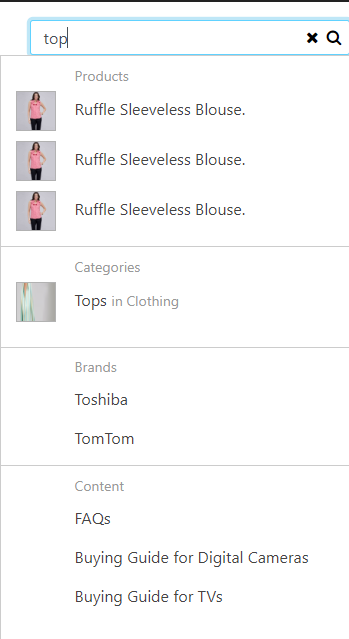 top
Products
Ruffle Sleeveless Blouse.
Ruffle Sleeveless Blouse.
Ruffle Sleeveless Blouse.
Categories
Tops in Clothing
Brands
Toshiba
TomTom
Content
FAQs
Buying Guide for Digital Cameras
Buying Guide for TVs